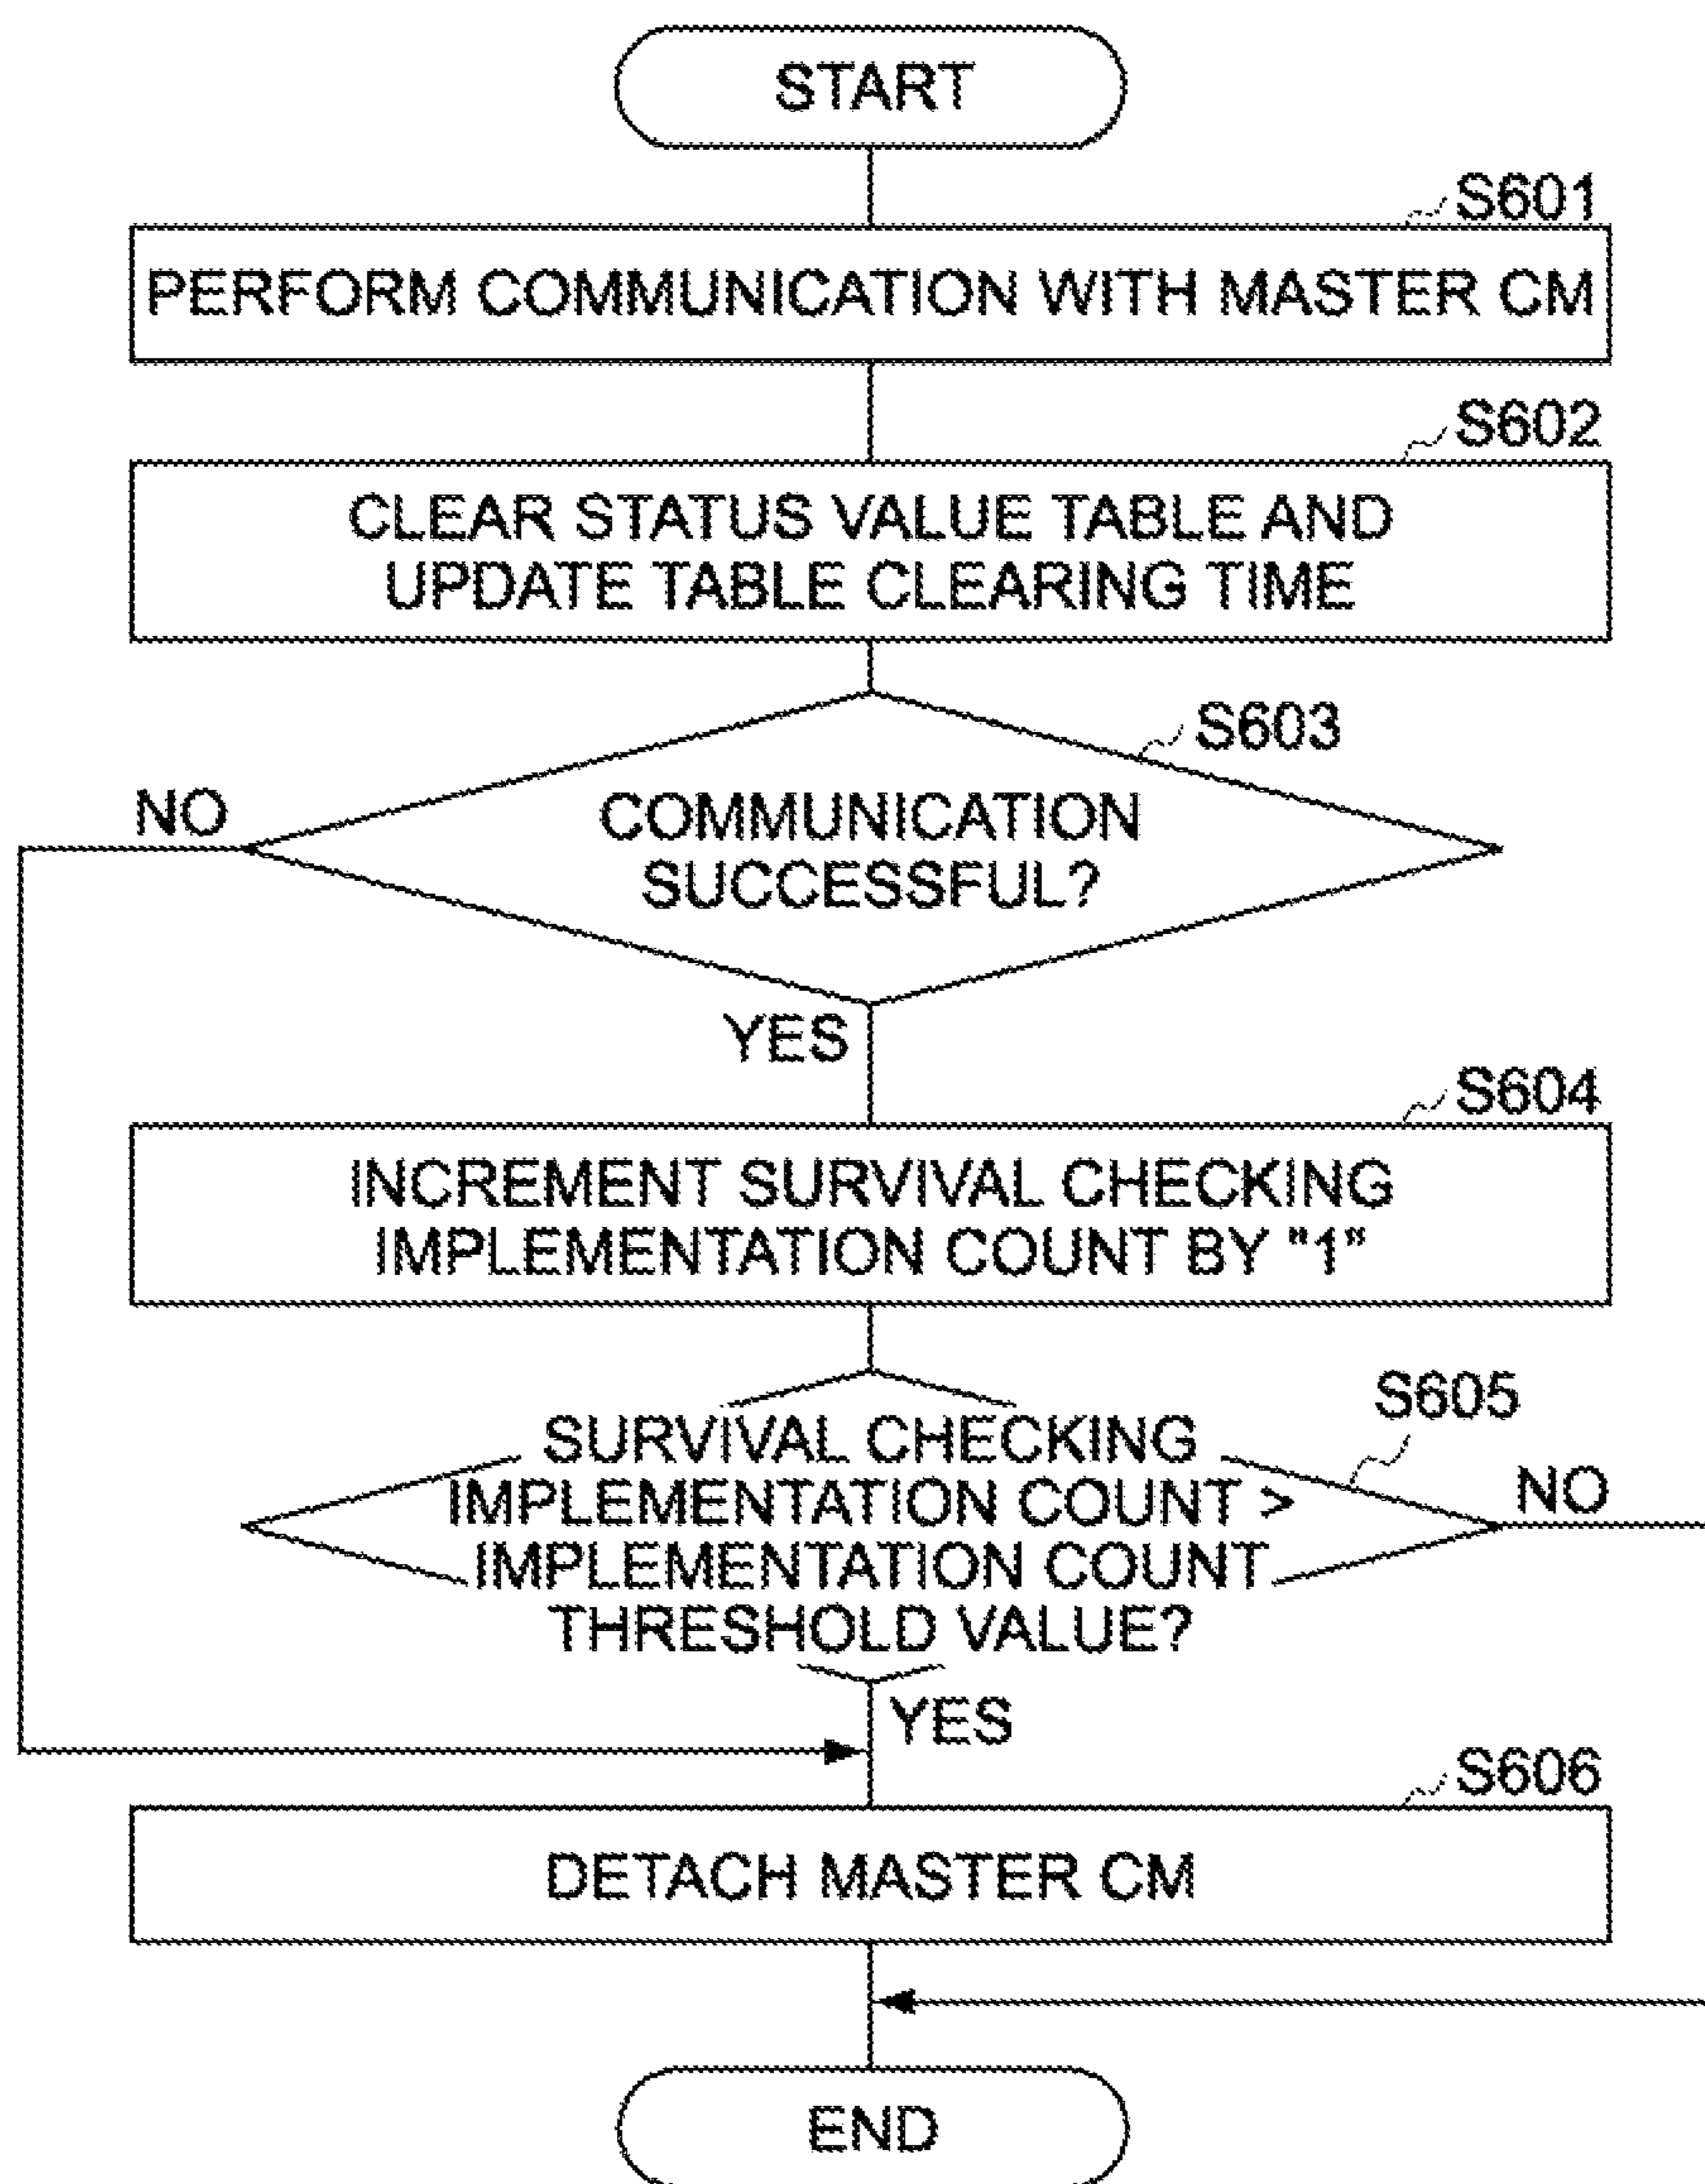 START
S601
PERFORM COMMUNICATION WITH MASTER CM
S602
CLEAR STATUS VALUE TABLE AND
UPDATE TABLE CLEARING TIME
S603
NO
COMMUNICATION
SUCCESSFUL?
YES
S604
INCREMENT SURVIVAL CHECKING
IMPLEMENTATION COUNT BY "1"
S605
SURVIVAL CHECKING
IMPLEMENTATION COUNT >
IMPLEMENTATION COUNT
THRESHOLD VALUE?
NO
YES
S606
DETACH MASTER CM
END